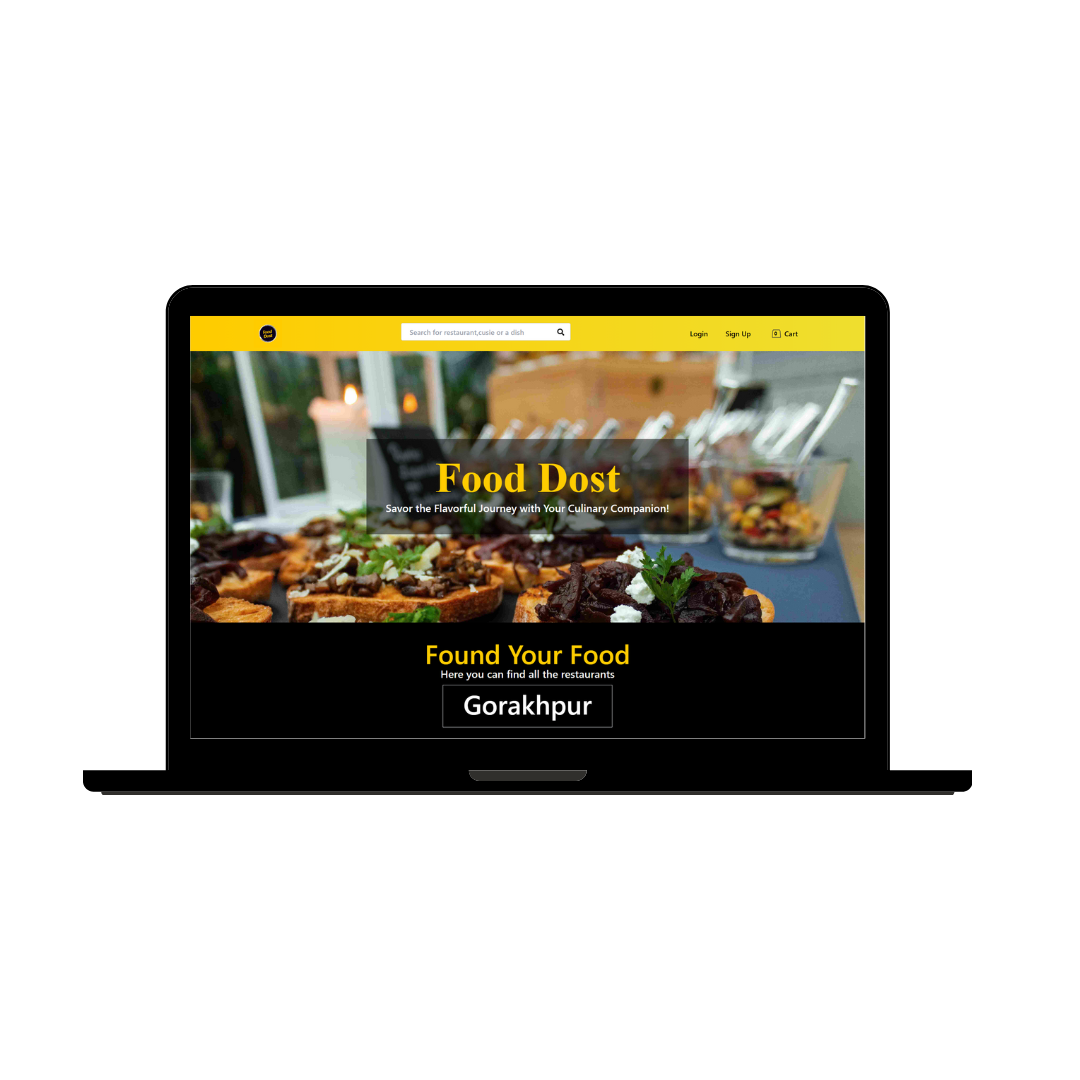 Food
Dost
Search for restaurant,cusie or a dish
Login
Sign Up
0
Cart
Food Dost
Savor the Flavorful Journey with Your Culinary Companion!
Found Your Food
Here you can find all the restaurants
Gorakhpur